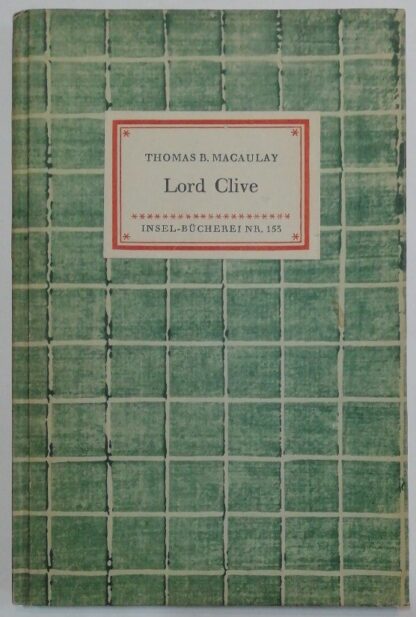 THOMAS B. MACAULAY
Lord Clive
INSEL-BÜCHEREI NR. 153